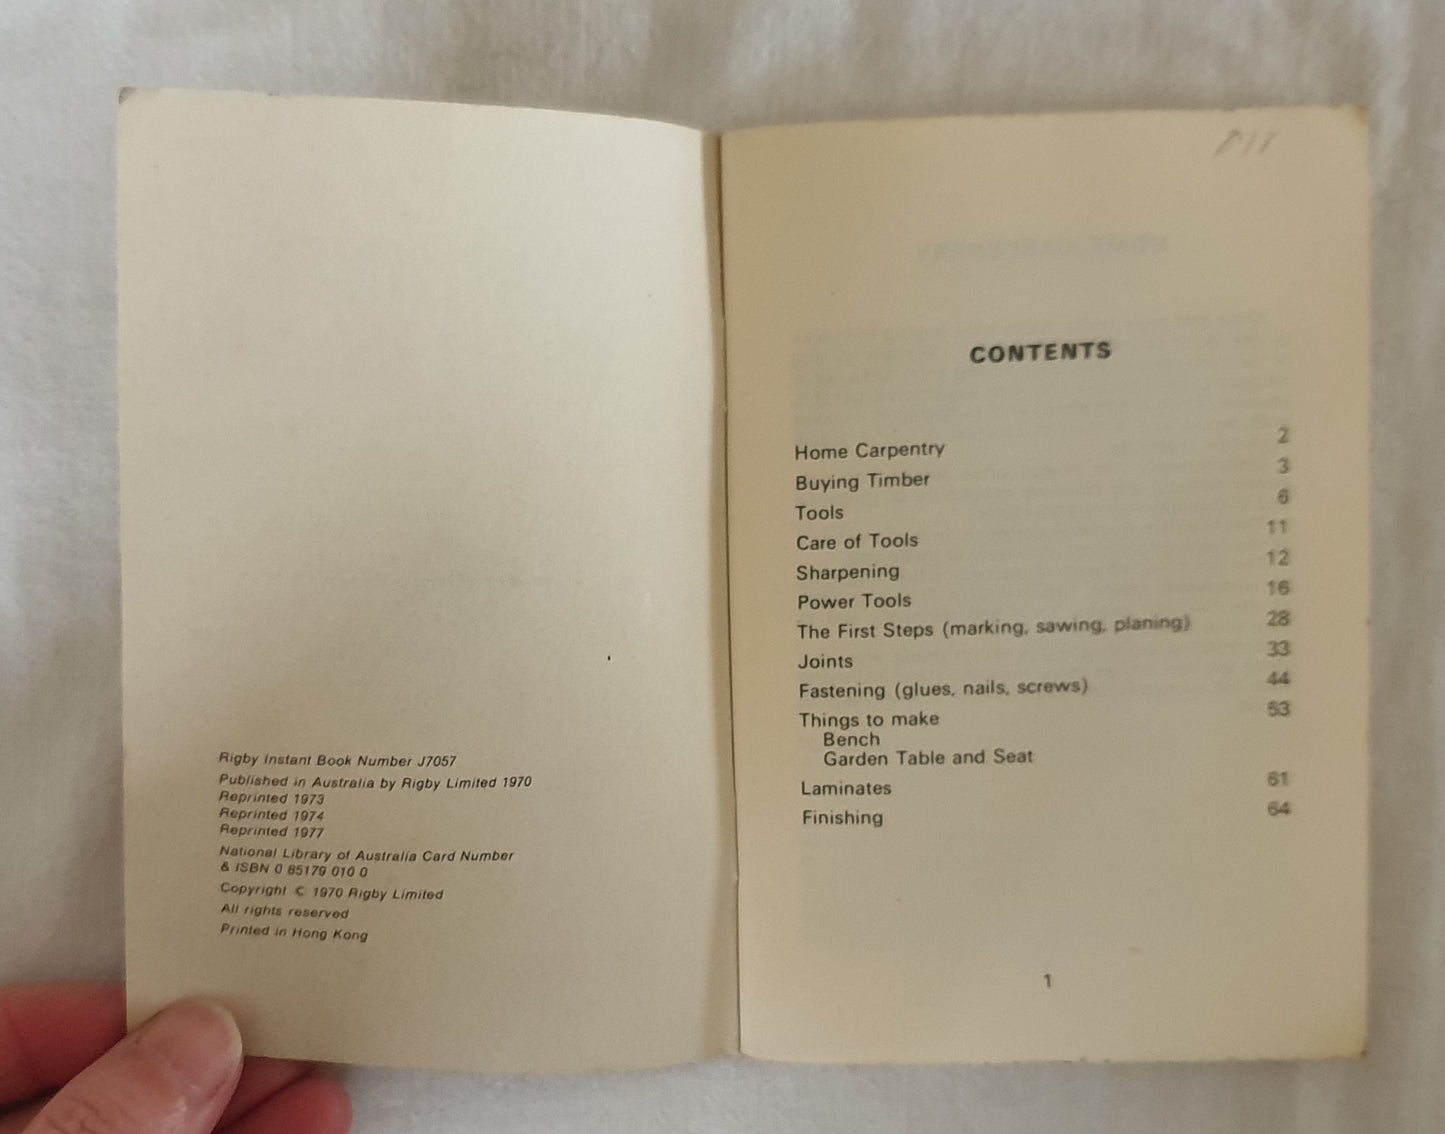 Rigby Instant Book Number J7057
Published in Australia by Rigby Limited 1970
Reprinted 1973
Reprinted 1974
Reprinted 1977
National Library of Australia Card Number
& ISBN 0 85179 010 0
Copyright © 1970 Rigby Limited
All rights reserved
Printed in Hong Kong
CONTENTS
Home Carpentry 2
Buying Timber 3
Tools 6
Care of Tools 11
Sharpening 12
Power Tools 16
The First Steps (marking, sawing, planing) 28
Joints 33
Fastening (glues, nails, screws) 44
Things to make 53
Bench
Garden Table and Seat
Laminates 61
Finishing 64
1